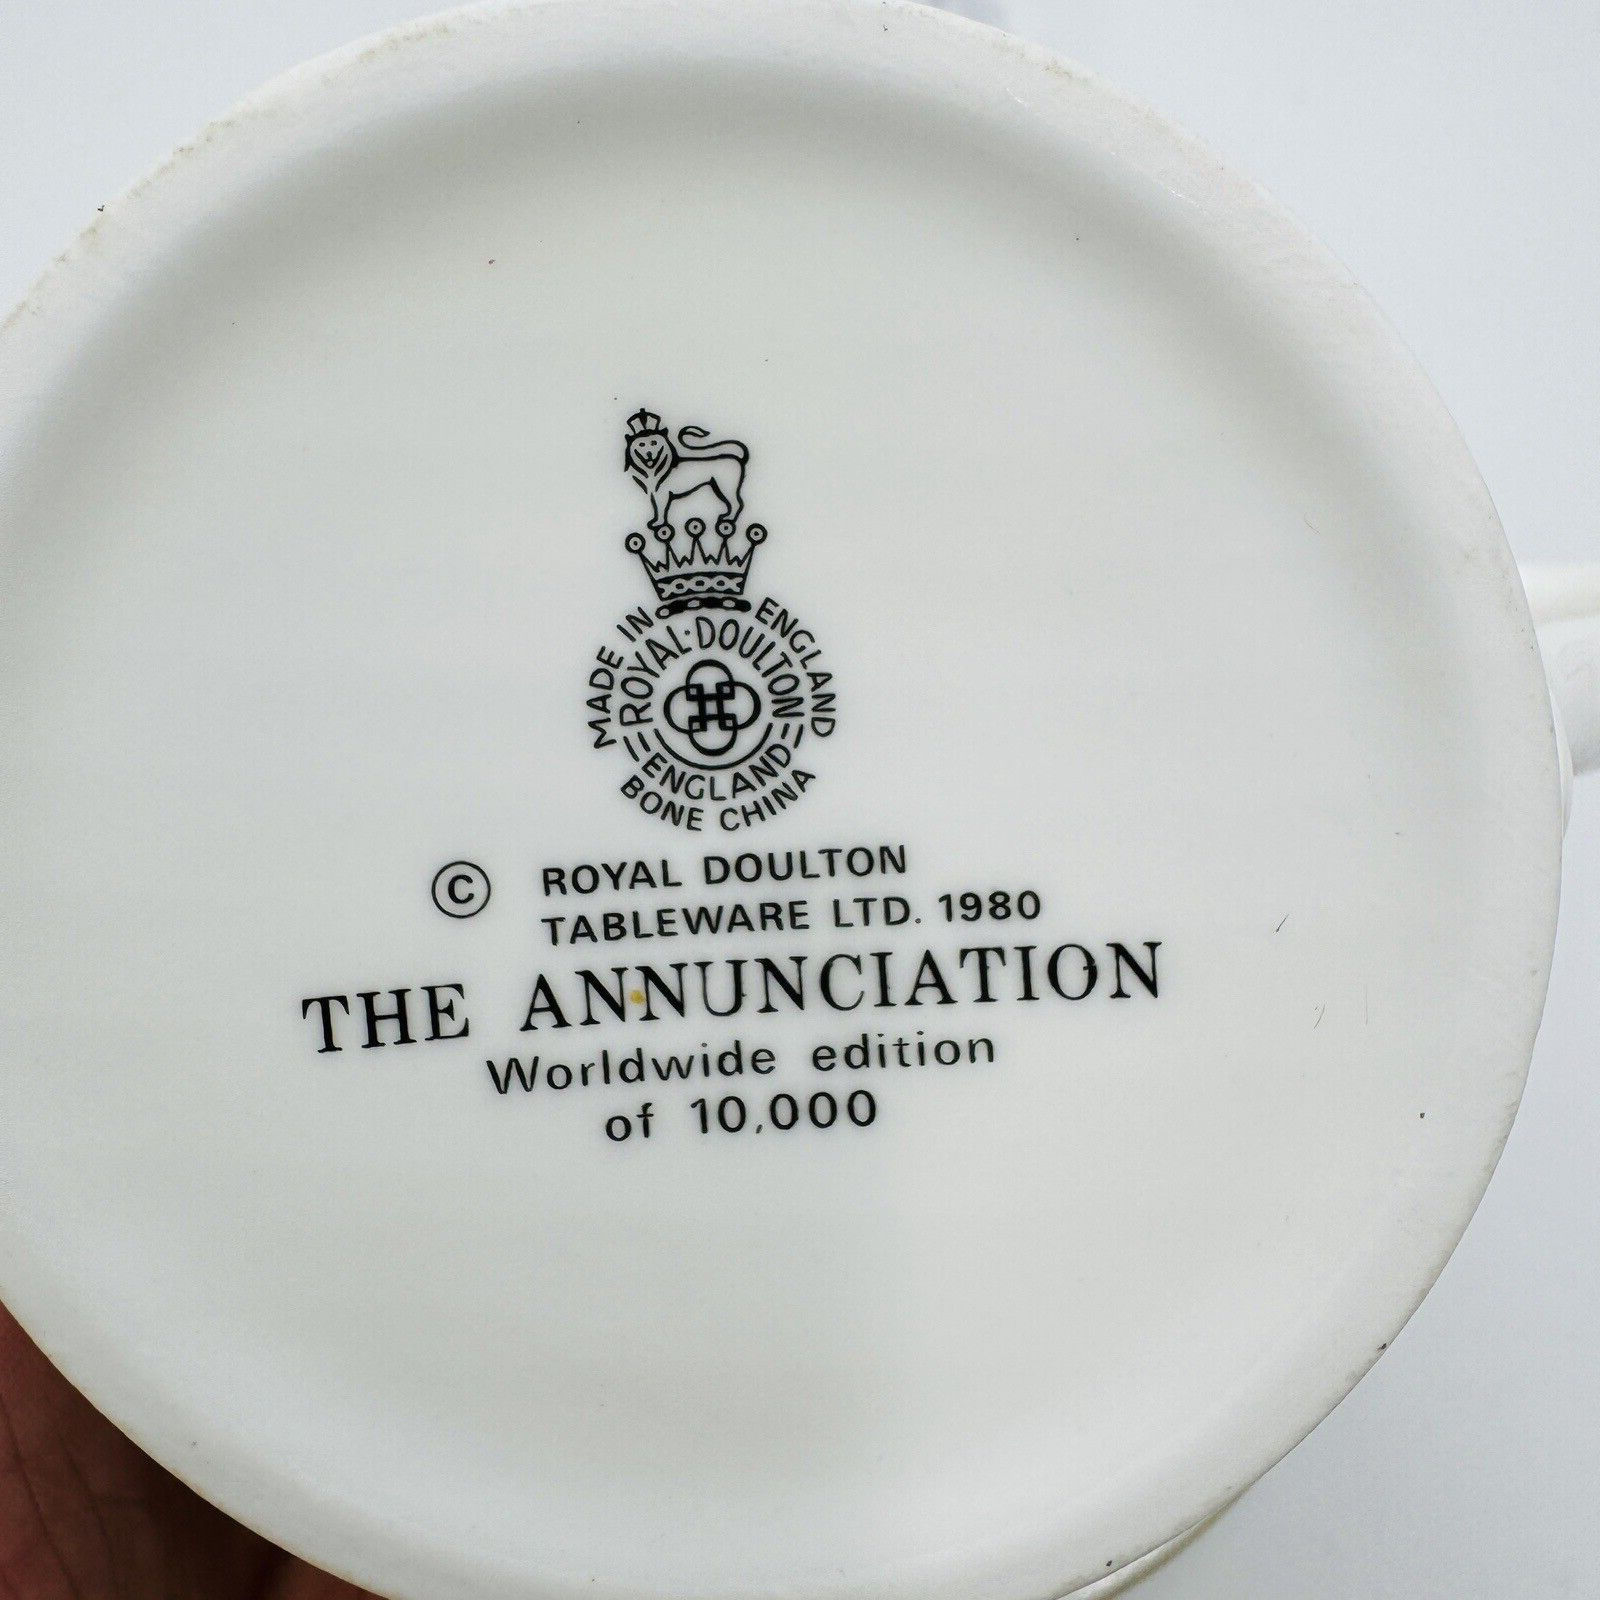 MADE IN ENGLAND
ROYAL·DOULTON
ENGLAND
BONE CHINA
© ROYAL DOULTON
TABLEWARE LTD. 1980
THE ANNUNCIATION
Worldwide edition
of 10,000